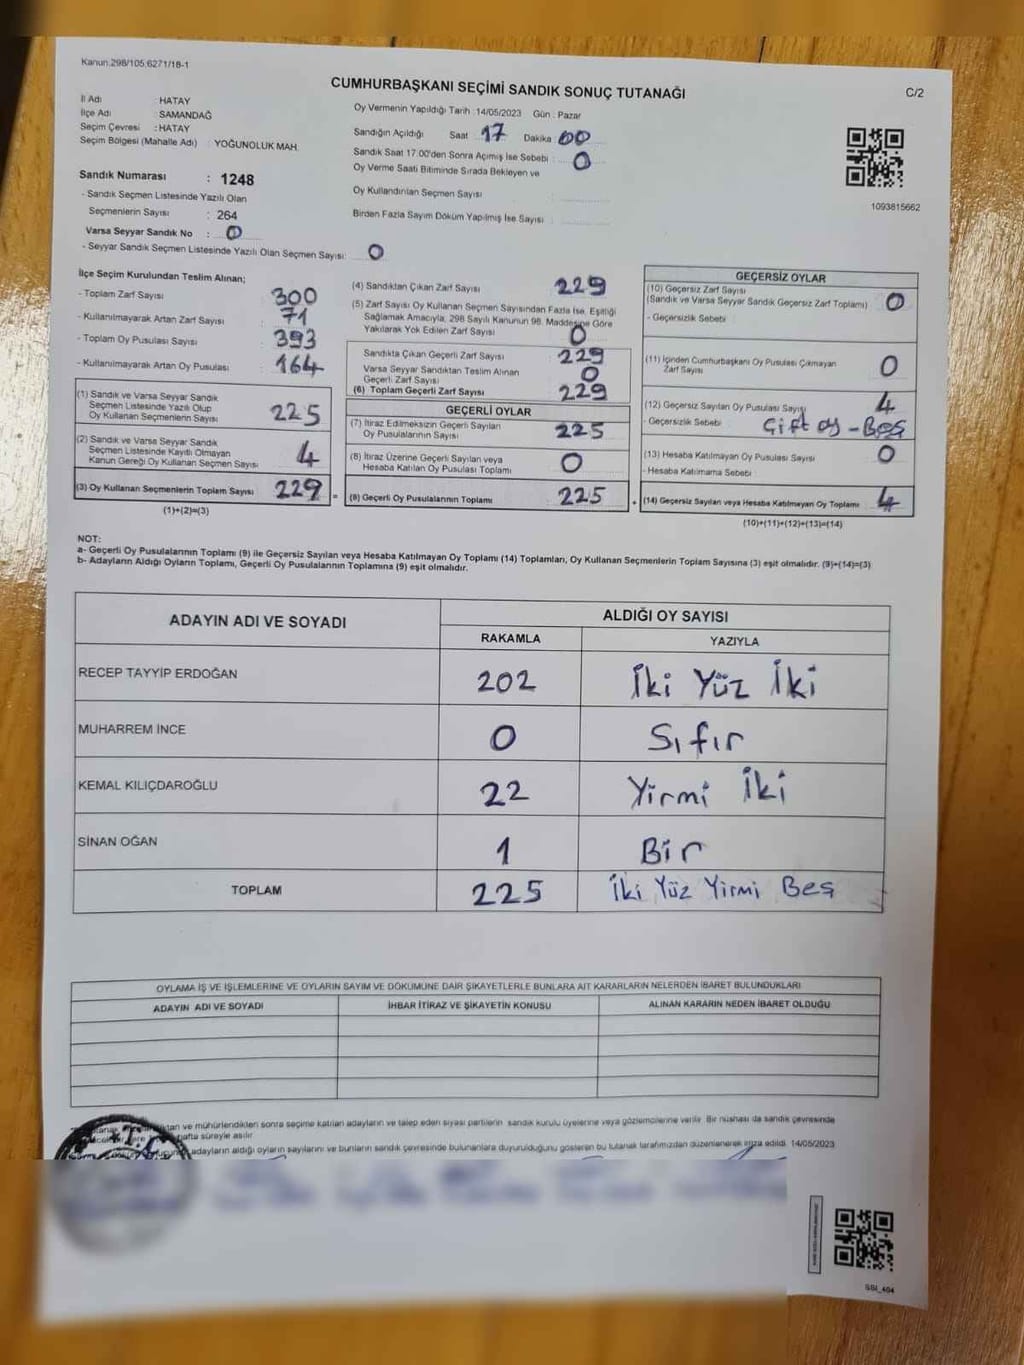 Kanun.298/105,6271/18-1
CUMHURBAŞKANI SEÇİMİ SANDIK SONUÇ TUTANAĞI
C/2
İl Adı : HATAY
İlçe Adı : SAMANDAĞ
Seçim Çevresi : HATAY
Seçim Bölgesi (Mahalle Adı) : YOĞUNOLUK MAH.
Sandık Numarası : 1248
- Sandık Seçmen Listesinde Yazılı Olan
Seçmenlerin Sayısı : 264
Varsa Seyyar Sandık No : 0
- Seyyar Sandık Seçmen Listesinde Yazılı Olan Seçmen Sayısı: 0
Oy Vermenin Yapıldığı Tarih :14/05/2023 Gün : Pazar
Sandığın Açıldığı Saat 17 Dakika : 00
Sandık Saat 17:00'den Sonra Açımış İse Sebebi : 0
Oy Verme Saati Bitiminde Sırada Bekleyen ve
Oy Kullandırılan Seçmen Sayısı :
Birden Fazla Sayım Döküm Yapılmış İse Sayısı :
1093815662
İlçe Seçim Kurulundan Teslim Alınan;
- Toplam Zarf Sayısı : 300
- Kullanılmayarak Artan Zarf Sayısı : 71
- Toplam Oy Pusulası Sayısı : 393
- Kullanılmayarak Artan Oy Pusulası : 164
(1) Sandık ve Varsa Seyyar Sandık
Seçmen Listesinde Yazılı Olup
Oy Kullanan Seçmenlerin Sayısı : 225
(2) Sandık ve Varsa Seyyar Sandık
Seçmen Listesinde Kayıtlı Olmayan
Kanun Gereği Oy Kullanan Seçmen Sayısı : 4
(3) Oy Kullanan Seçmenlerin Toplam Sayısı : 229
(1)+(2)=(3)
(4) Sandıktan Çıkan Zarf Sayısı : 229
(5) Zarf Sayısı Oy Kullanan Seçmen Sayısından Fazla İse, Eşitliği
Sağlamak Amacıyla, 298 Sayılı Kanunun 98. Maddesine Göre
Yakılarak Yok Edilen Zarf Sayısı : 0
Sandıkta Çıkan Geçerli Zarf Sayısı : 229
Varsa Seyyar Sandıktan Teslim Alınan
Geçerli Zarf Sayısı : 0
(6) Toplam Geçerli Zarf Sayısı : 229
GEÇERLİ OYLAR
(7) İtiraz Edilmeksizin Geçerli Sayılan
Oy Pusulalarının Sayısı : 225
(8) İtiraz Üzerine Geçerli Sayılan veya
Hesaba Katılan Oy Pusulası Toplamı : 0
(9) Geçerli Oy Pusulalarının Toplamı : 225
GEÇERSİZ OYLAR
(10) Geçersiz Zarf Sayısı
(Sandık ve Varsa Seyyar Sandık Geçersiz Zarf Toplamı) : 0
- Geçersizlik Sebebi :
(11) İçinden Cumhurbaşkanı Oy Pusulası Çıkmayan
Zarf Sayısı : 0
(12) Geçersiz Sayılan Oy Pusulası Sayısı : 4
- Geçersizlik Sebebi : Çift oy - Boş
(13) Hesaba Katılmayan Oy Pusulası Sayısı : 0
- Hesaba Katılmama Sebebi :
(14) Geçersiz Sayılan veya Hesaba Katılmayan Oy Toplamı : 4
(10)+(11)+(12)+(13)=(14)
NOT:
a- Geçerli Oy Pusulalarının Toplamı (9) ile Geçersiz Sayılan veya Hesaba Katılmayan Oy Toplamı (14) Toplamları, Oy Kullanan Seçmenlerin Toplam Sayısına (3) eşit olmalıdır. (9)+(14)=(3)
b- Adayların Aldığı Oyların Toplamı, Geçerli Oy Pusulalarının Toplamına (9) eşit olmalıdır.
ADAYIN ADI VE SOYADI
ALDIĞI OY SAYISI
RAKAMLA YAZIYLA
RECEP TAYYİP ERDOĞAN 202 İki Yüz İki
MUHARREM İNCE 0 Sıfır
KEMAL KILIÇDAROĞLU 22 Yirmi İki
SİNAN OĞAN 1 Bir
TOPLAM 225 İki Yüz Yirmi Beş
OYLAMA İŞ VE İŞLEMLERİNE VE OYLARIN SAYIM VE DÖKÜMÜNE DAİR ŞİKAYETLERLE BUNLARA AİT KARARLARIN NELERDEN İBARET BULUNDUKLARI
ADAYIN ADI VE SOYADI İHBAR İTİRAZ VE ŞİKAYETİN KONUSU ALINAN KARARIN NEDEN İBARET OLDUĞU
ve mühürlendikten sonra seçime katılan adayların ve talep eden siyasi partilerin sandık kurulu üyelerine veya gözlemcilerine verilir. Bir nüshası da sandık çevresinde
hafta süreyle asılır
adayların aldığı oyların sayılarını ve bunların sandık çevresinde bulunanlara duyurulduğunu gösteren bu tutanak tarafımızdan düzenlenerek imza edildi. 14/05/2023
SSI_404